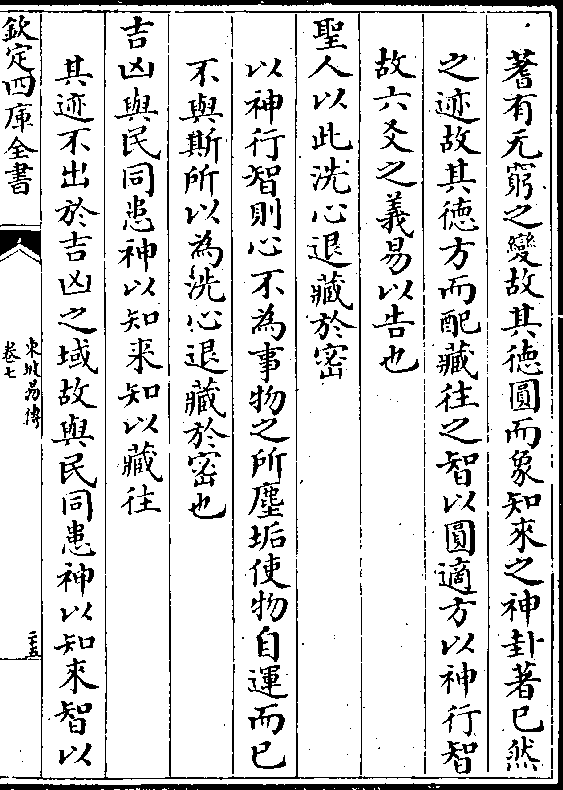 蓍有无窮之變故其徳圓而象知來之神卦著已然
之迹故其徳方而配藏往之智以圓適方以神行智
故六爻之義易以告也
聖人以此洗心退藏於密
以神行智則心不為事物之所塵垢使物自運而已
不與斯所以為洗心退藏於密也
吉凶與民同患神以知来知以藏往
其迹不出於吉凶之域故與民同患神以知來智以
欽定四庫全書
東坡易傳
卷七
二十五